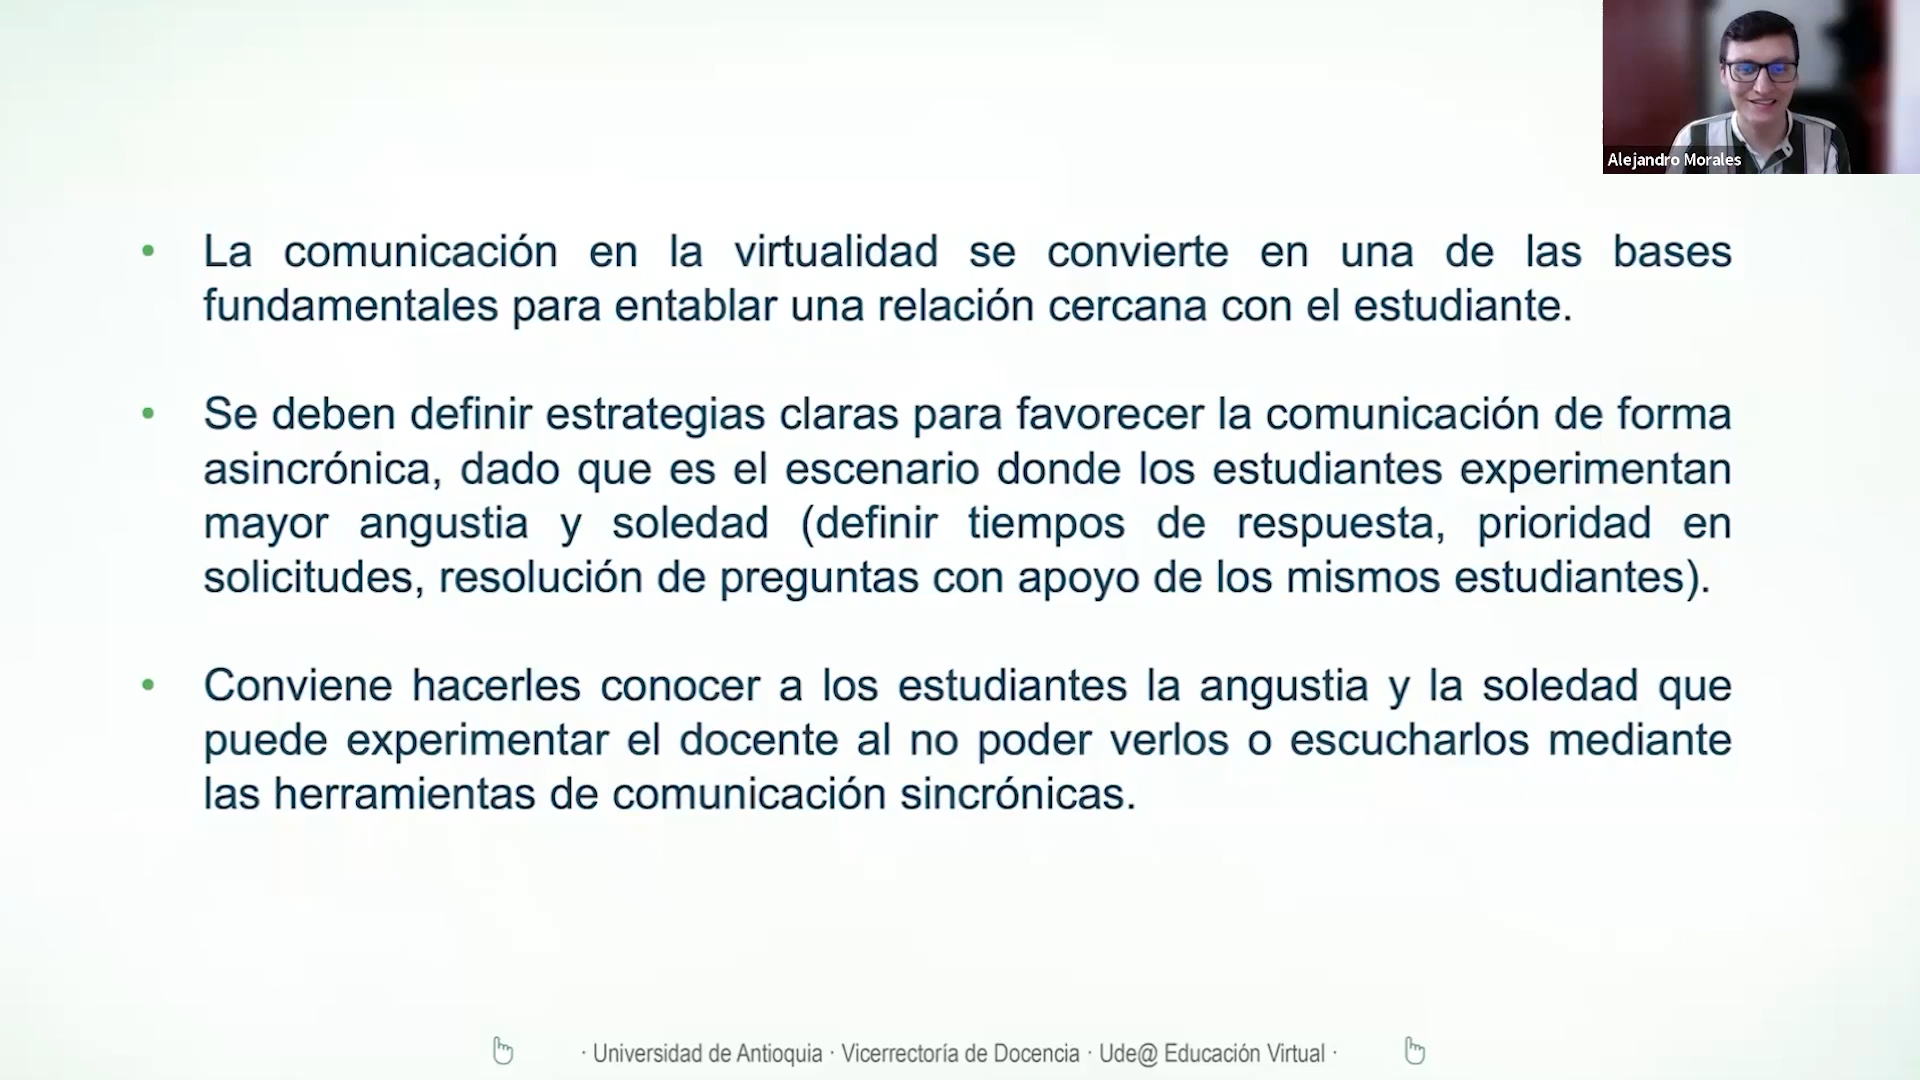 Alejandro Morales
• La comunicación en la virtualidad se convierte en una de las bases
fundamentales para entablar una relación cercana con el estudiante.
• Se deben definir estrategias claras para favorecer la comunicación de forma
asincrónica, dado que es el escenario donde los estudiantes experimentan
mayor angustia y soledad (definir tiempos de respuesta, prioridad en
solicitudes, resolución de preguntas con apoyo de los mismos estudiantes).
• Conviene hacerles conocer a los estudiantes la angustia y la soledad que
puede experimentar el docente al no poder verlos o escucharlos mediante
las herramientas de comunicación sincrónicas.
· Universidad de Antioquia · Vicerrectoría de Docencia · Ude@ Educación Virtual ·